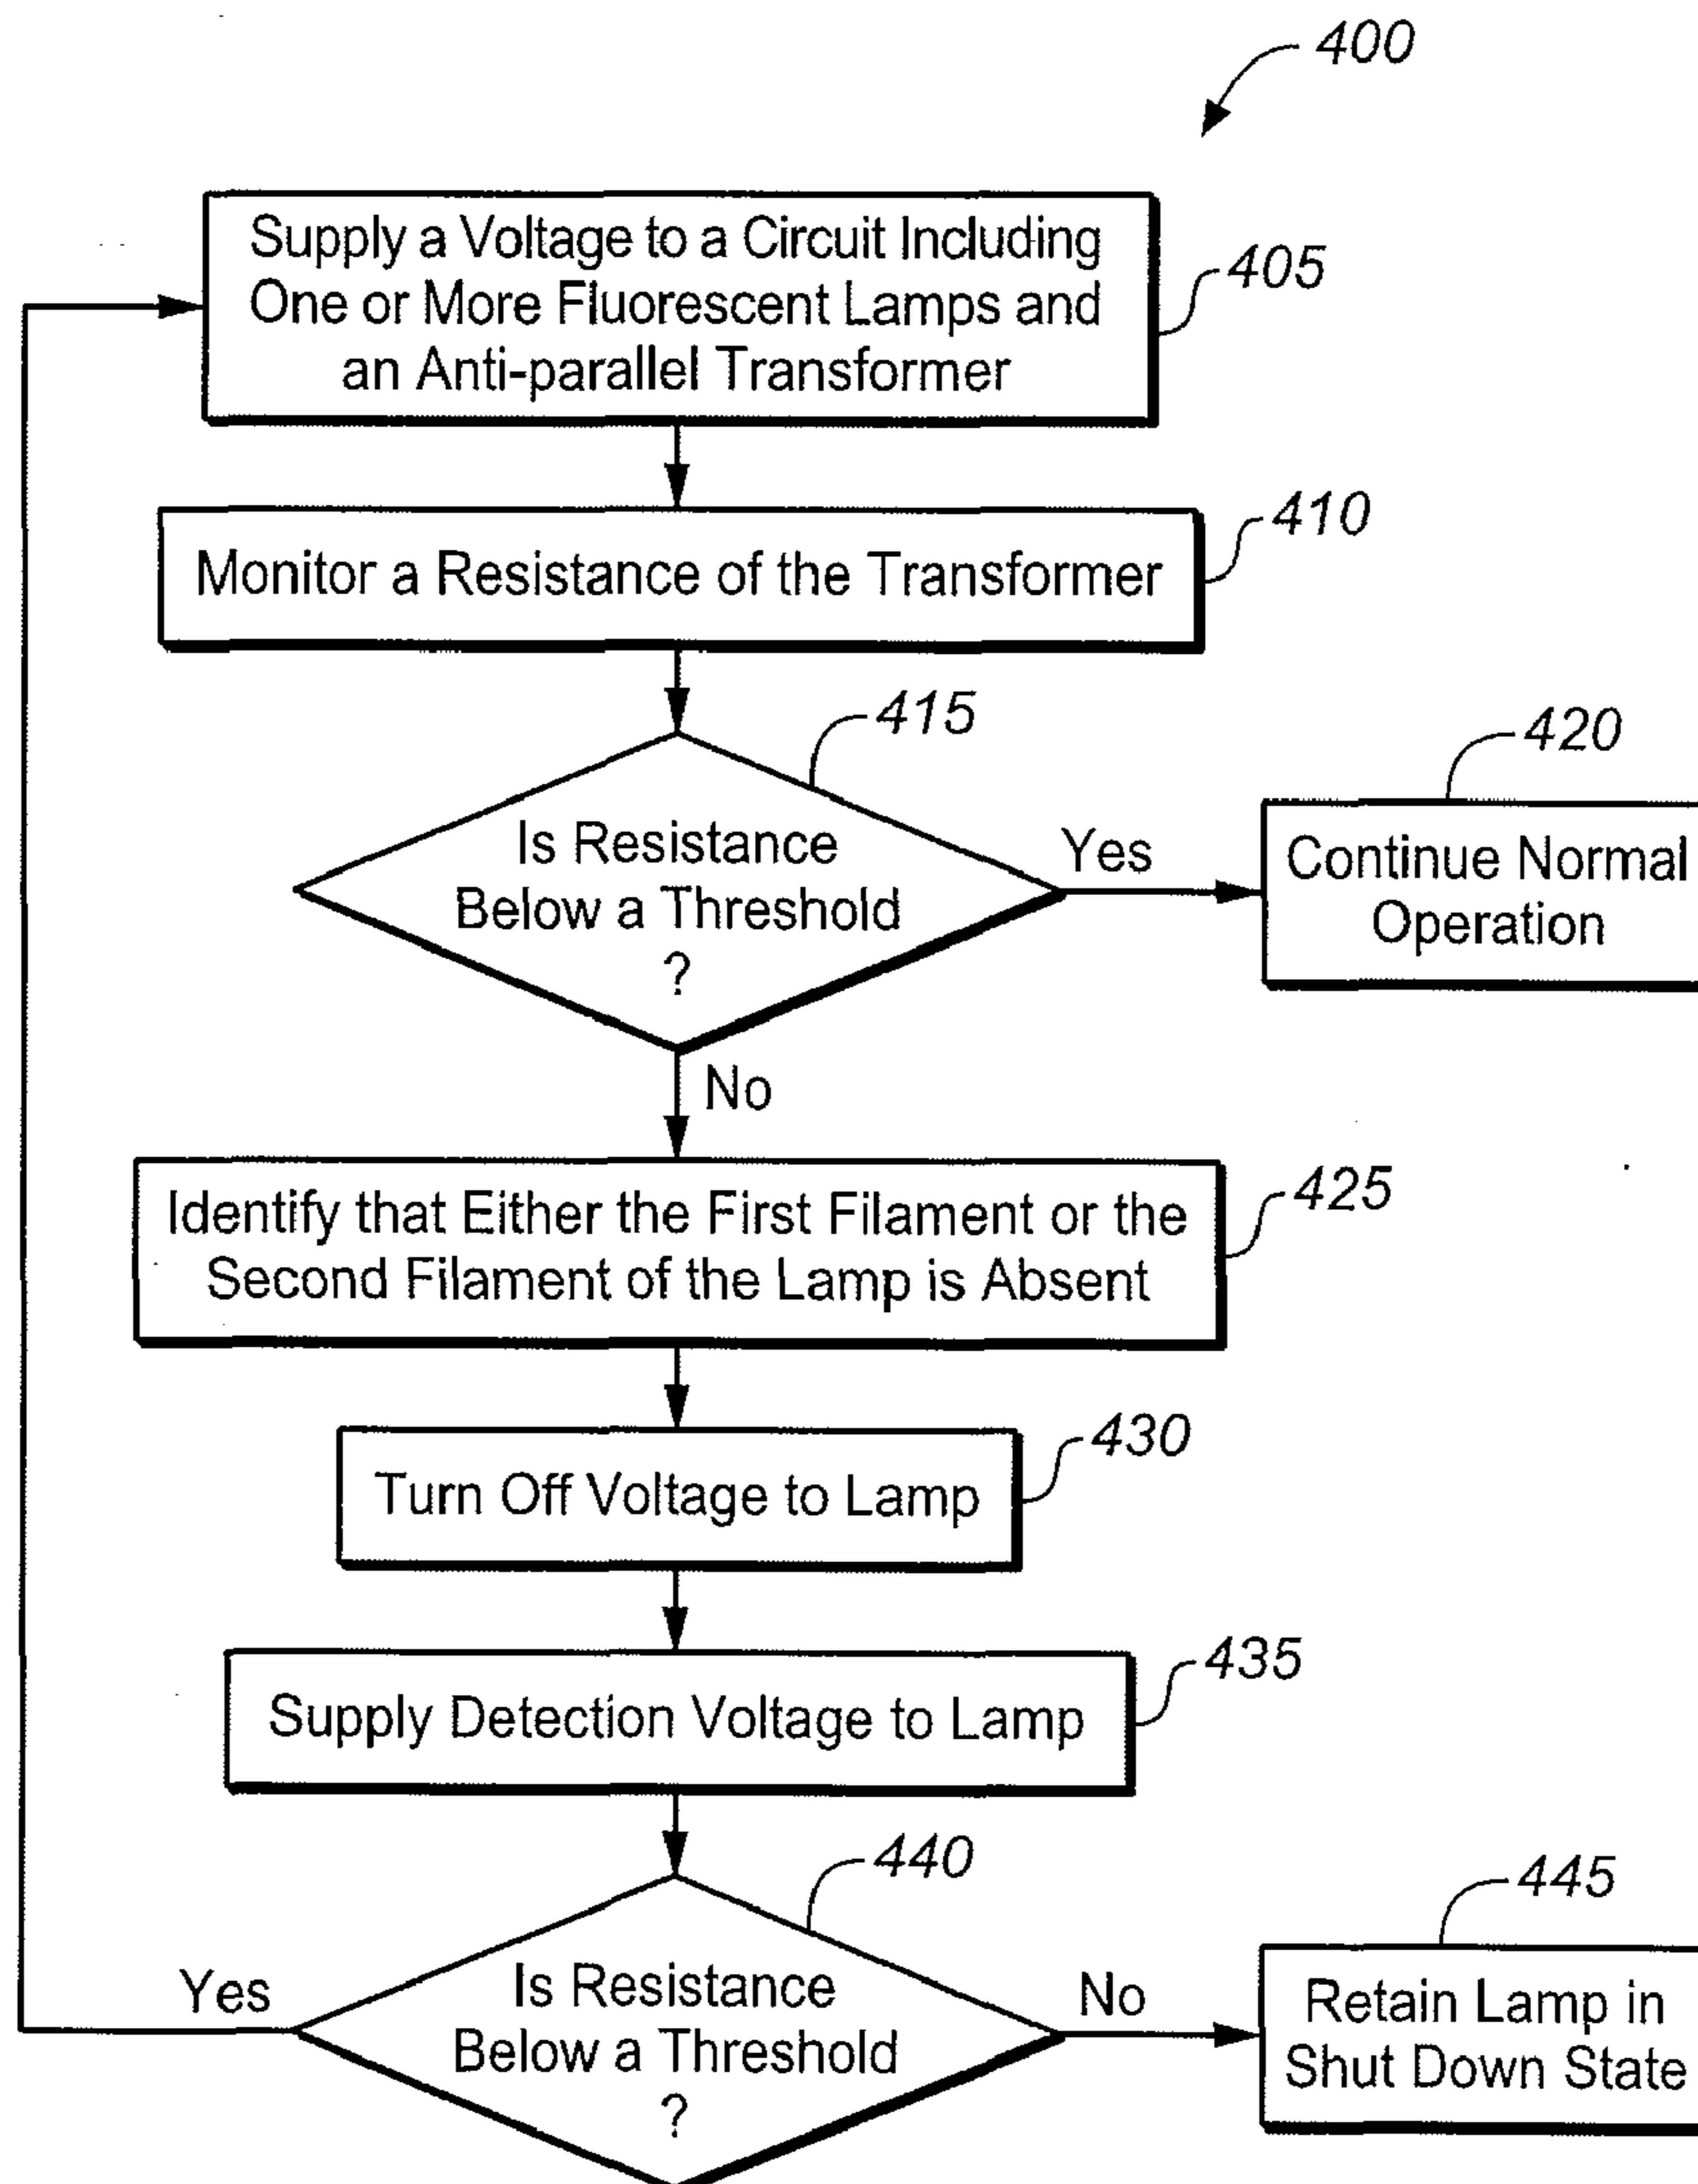 400
Supply a Voltage to a Circuit Including
One or More Fluorescent Lamps and
an Anti-parallel Transformer
405
Monitor a Resistance of the Transformer
410
Is Resistance
Below a Threshold
?
415
Yes
Continue Normal
Operation
420
No
Identify that Either the First Filament or the
Second Filament of the Lamp is Absent
425
Turn Off Voltage to Lamp
430
Supply Detection Voltage to Lamp
435
Is Resistance
Below a Threshold
?
440
Yes
No
Retain Lamp in
Shut Down State
445